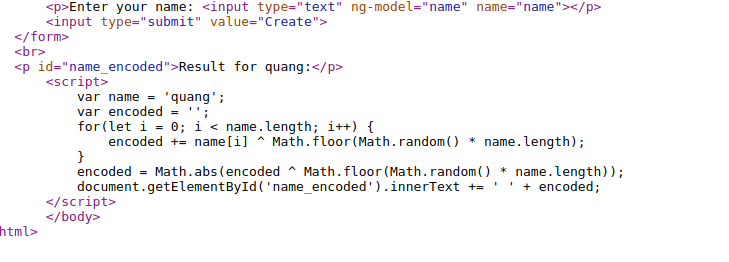 <p>Enter your name: <input type="text" ng-model="name" name="name"></p>
<input type="submit" value="Create">
</form>
<br>
<p id="name_encoded">Result for quang:</p>
<script>
var name = 'quang';
var encoded = '';
for(let i = 0; i < name.length; i++) {
encoded += name[i] ^ Math.floor(Math.random() * name.length);
}
encoded = Math.abs(encoded ^ Math.floor(Math.random() * name.length));
document.getElementById('name_encoded').innerText += ' ' + encoded;
</script>
</body>
html>